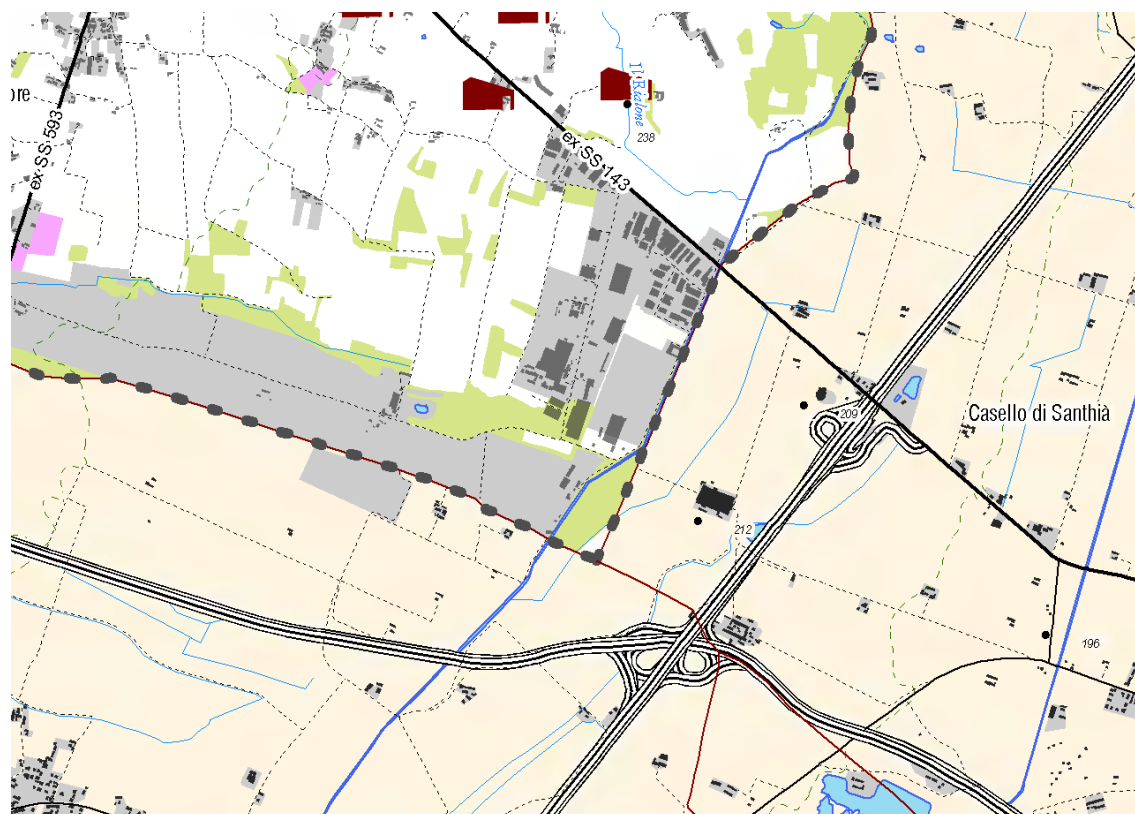 ore
ex SS 593
Il Rialone
238
ex SS 143
209
Casello di Santhià
212
196